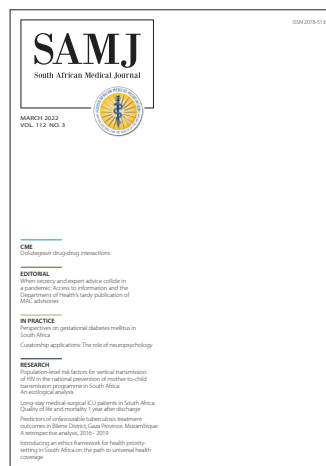 ISSN 2078-513
SAMJ
South African Medical Journal
MARCH 2022
VOL. 112 NO. 3
CME
Dolutegravir drug-drug interactions
EDITORIAL
When secrecy and expert advice collide in
a pandemic: Access to information and the
Department of Health's tardy publication of
MAC advisories
IN PRACTICE
Perspectives on gestational diabetes mellitus in
South Africa
Curatorship applications: The role of neuropsychology
RESEARCH
Population-level risk factors for vertical transmission
of HIV in the national prevention of mother-to-child
transmission programme in South Africa:
An ecological analysis
Long-stay medical-surgical ICU patients in South Africa:
Quality of life and mortality 1 year after discharge
Predictors of unfavourable tuberculosis treatment
outcomes in Bilene District, Gaza Province, Mozambique:
A retrospective analysis, 2016 - 2019
Introducing an ethics framework for health priority-
setting in South Africa on the path to universal health
coverage